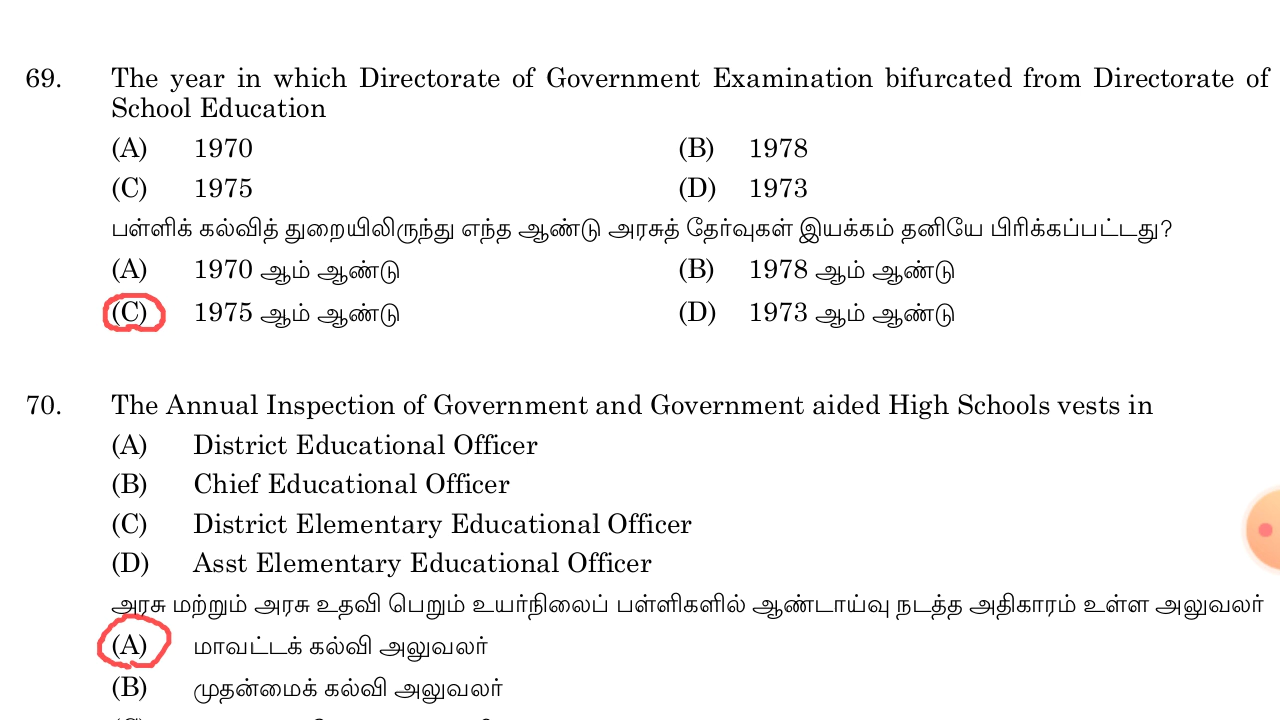 69. The year in which Directorate of Government Examination bifurcated from Directorate of
School Education
(A) 1970 (B) 1978
(C) 1975 (D) 1973
பள்ளிக் கல்வித் துறையிலிருந்து எந்த ஆண்டு அரசுத் தேர்வுகள் இயக்கம் தனியே பிரிக்கப்பட்டது?
(A) 1970 ஆம் ஆண்டு (B) 1978 ஆம் ஆண்டு
(C) 1975 ஆம் ஆண்டு (D) 1973 ஆம் ஆண்டு
70. The Annual Inspection of Government and Government aided High Schools vests in
(A) District Educational Officer
(B) Chief Educational Officer
(C) District Elementary Educational Officer
(D) Asst Elementary Educational Officer
அரசு மற்றும் அரசு உதவி பெறும் உயர்நிலைப் பள்ளிகளில் ஆண்டாய்வு நடத்த அதிகாரம் உள்ள அலுவலர்
(A) மாவட்டக் கல்வி அலுவலர்
(B) முதன்மைக் கல்வி அலுவலர்